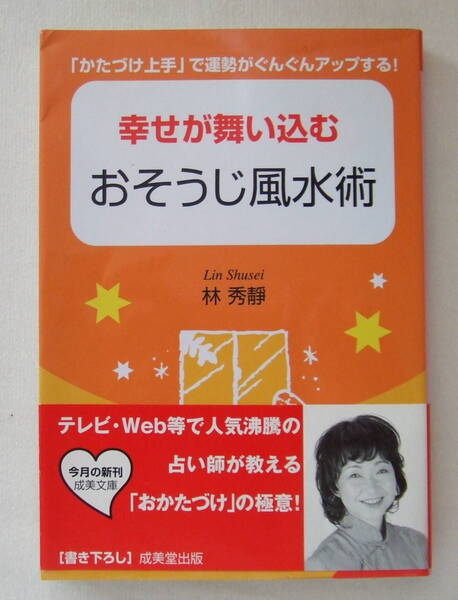 「かたづけ上手」で運勢がぐんぐんアップする!
幸せが舞い込む
おそうじ風水術
Lin Shusei
林 秀靜
テレビ・Web等で人気沸騰の
占い師が教える
「おかたづけ」の極意!
今月の新刊
成美文庫
[書き下ろし] 成美堂出版